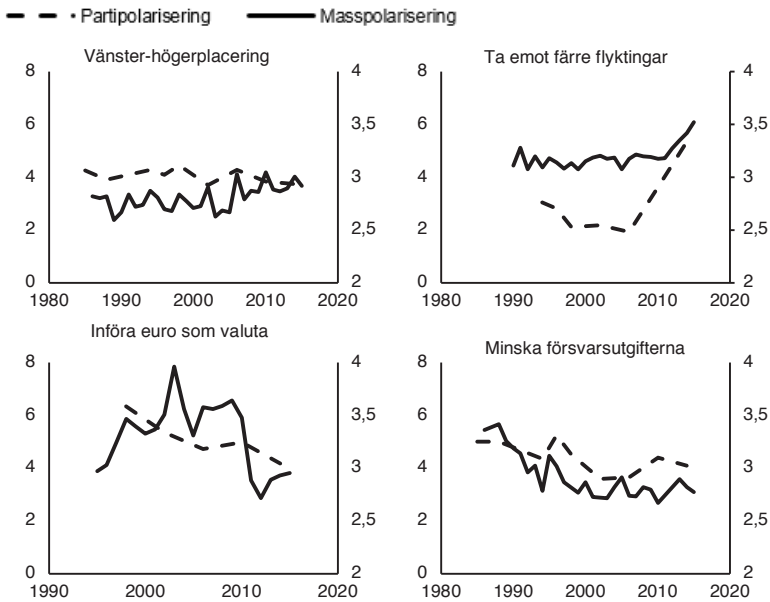 Partipolarisering Masspolarisering
Vänster-högerplacering
8 4
6 3,5
4 3
2 2,5
0 2
1980 1990 2000 2010 2020
Ta emot färre flyktingar
8 4
6 3,5
4 3
2 2,5
0 2
1980 1990 2000 2010 2020
Införa euro som valuta
8 4
6 3,5
4 3
2 2,5
0 2
1990 2000 2010 2020
Minska försvarsutgifterna
8 4
6 3,5
4 3
2 2,5
0 2
1980 1990 2000 2010 2020